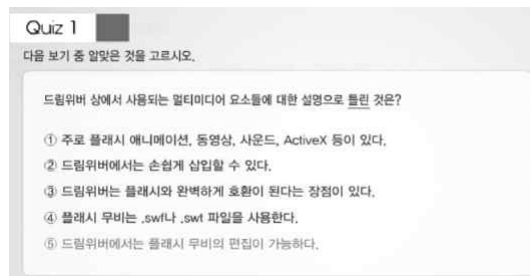 Quiz 1
다음 보기 중 알맞은 것을 고르시오.
드림위버 상에서 사용되는 멀티미디어 요소들에 대한 설명으로 틀린 것은?
① 주로 플래시 애니메이션, 동영상, 사운드, ActiveX 등이 있다.
② 드림위버에서는 손쉽게 삽입할 수 있다.
③ 드림위버는 플래시와 완벽하게 호환이 된다는 장점이 있다.
④ 플래시 무비는 .swf나 .swt 파일을 사용한다.
⑤ 드림위버에서는 플래시 무비의 편집이 가능하다.